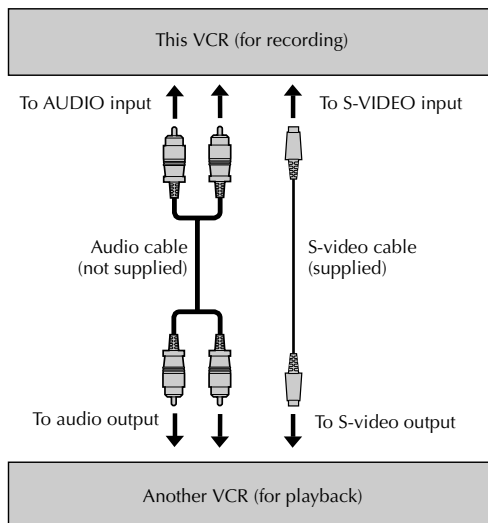 This VCR (for recording)
To AUDIO input
To S-VIDEO input
Audio cable
(not supplied)
S-video cable
(supplied)
To audio output
To S-video output
Another VCR (for playback)